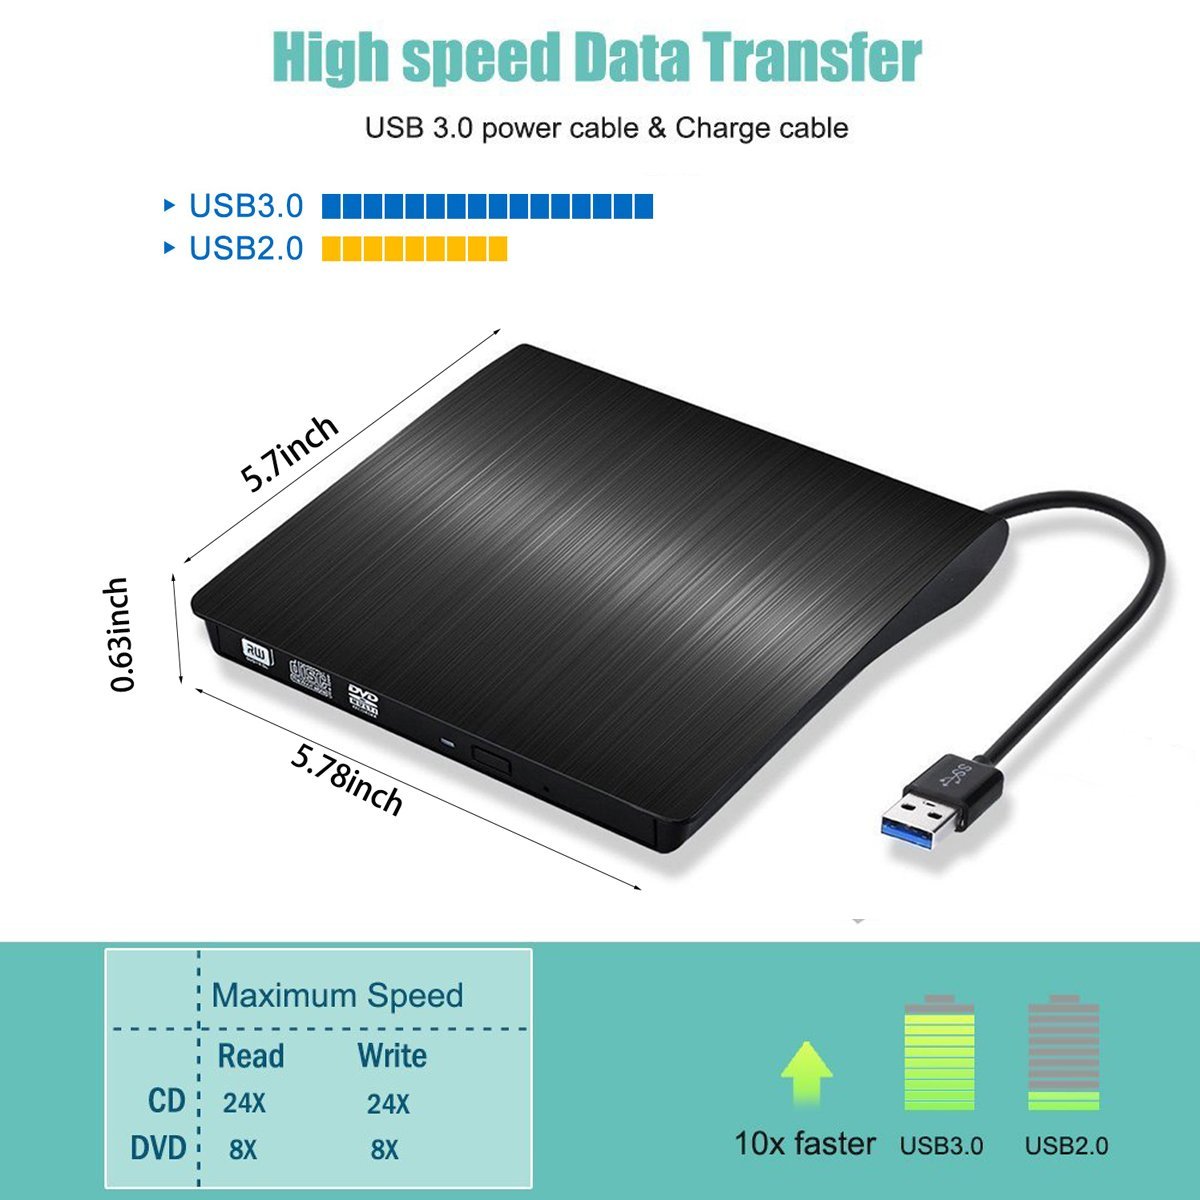 High speed Data Transfer
USB 3.0 power cable & Charge cable
USB3.0
USB2.0
5.7inch
0.63inch
5.78inch
RW
DVD
Maximum Speed
Read Write
CD 24X 24X
DVD 8X 8X
10x faster USB3.0 USB2.0